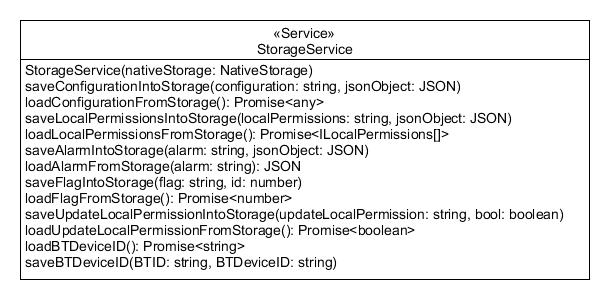 «Service»
StorageService
StorageService(nativeStorage: NativeStorage)
saveConfigurationIntoStorage(configuration: string, jsonObject: JSON)
loadConfigurationFromStorage(): Promise<any>
saveLocalPermissionsIntoStorage(localPermissions: string, jsonObject: JSON)
loadLocalPermissionsFromStorage(): Promise<ILocalPermissions[]>
saveAlarmIntoStorage(alarm: string, jsonObject: JSON)
loadAlarmFromStorage(alarm: string): JSON
saveFlagIntoStorage(flag: string, id: number)
loadFlagFromStorage(): Promise<number>
saveUpdateLocalPermissionIntoStorage(updateLocalPermission: string, bool: boolean)
loadUpdateLocalPermissionFromStorage(): Promise<boolean>
loadBTDeviceID(): Promise<string>
saveBTDeviceID(BTID: string, BTDeviceID: string)